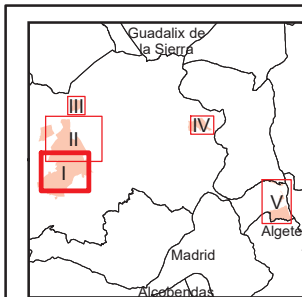 Guadalix de
la Sierra
III
IV
II
I
V
Algete
Madrid
Alcobendas